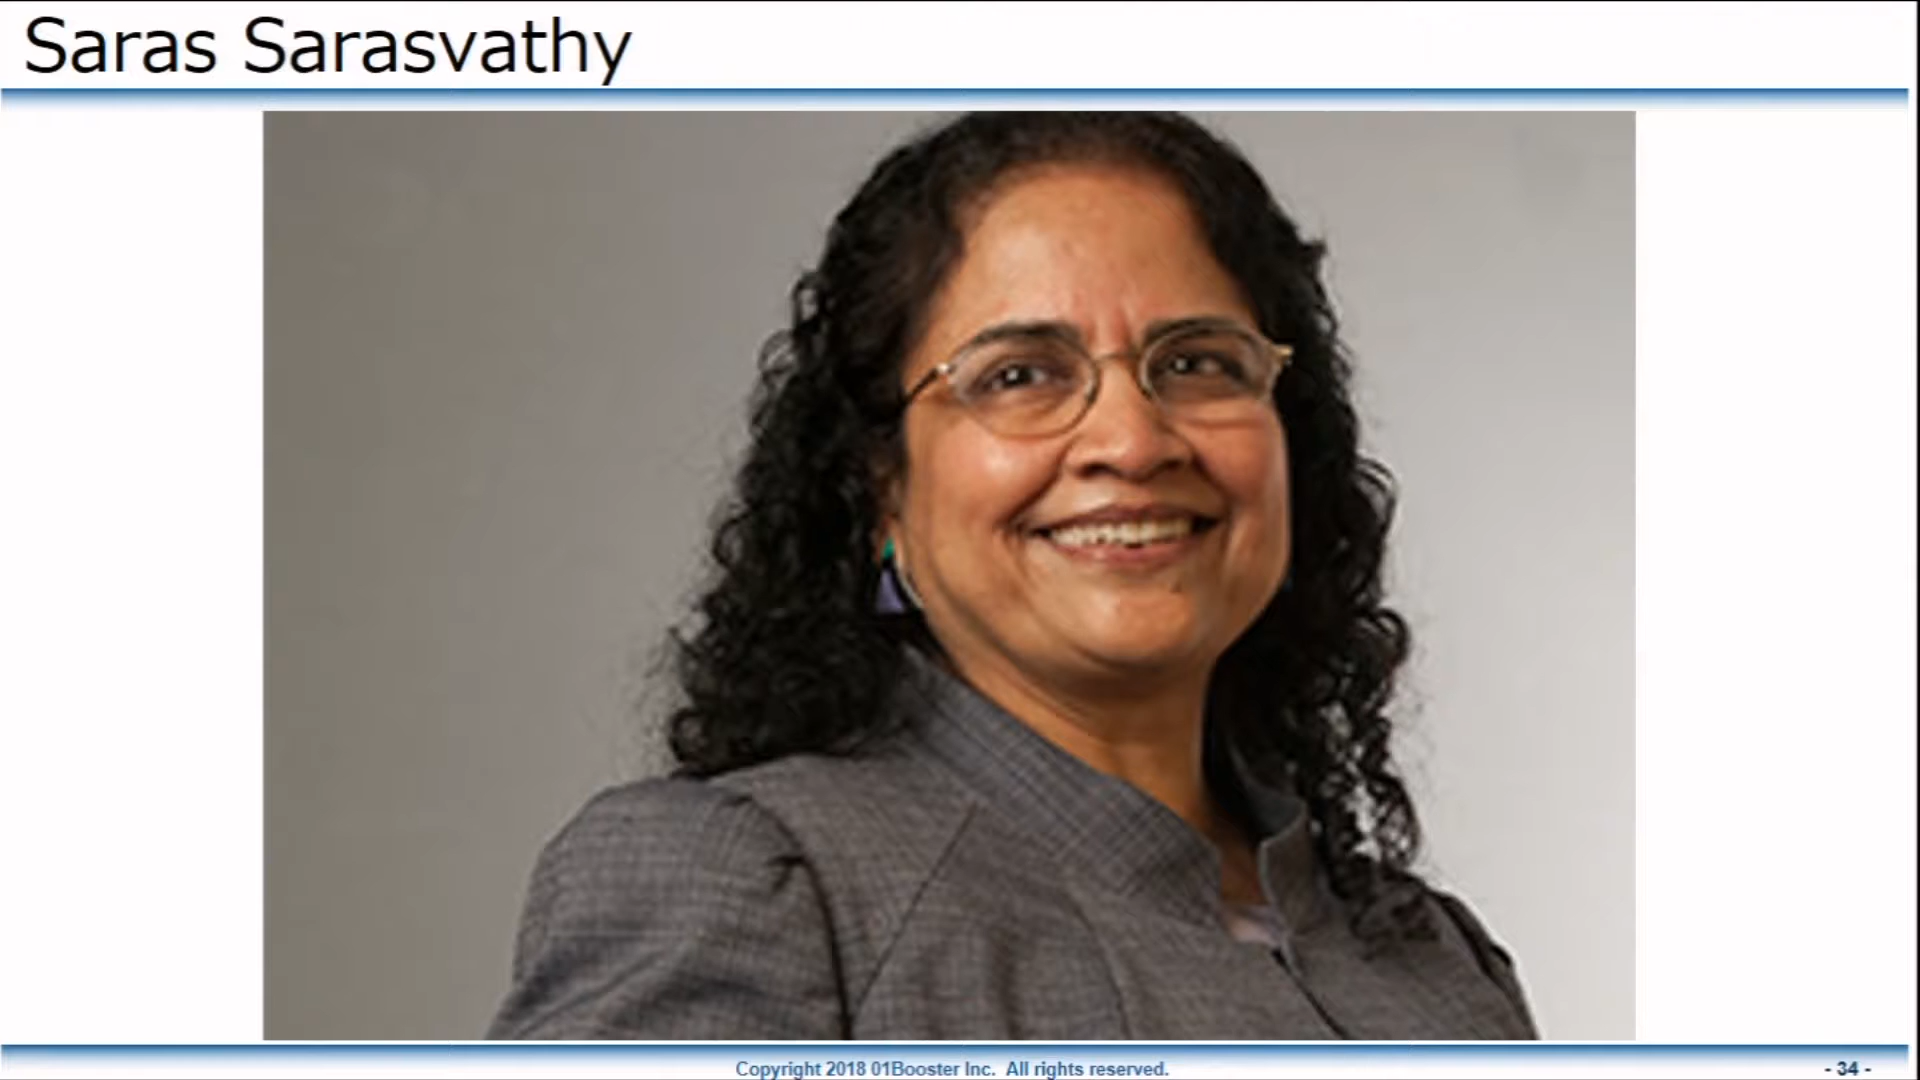 Saras Sarasvathy
Copyright 2018 01Booster Inc. All rights reserved.
- 34 -